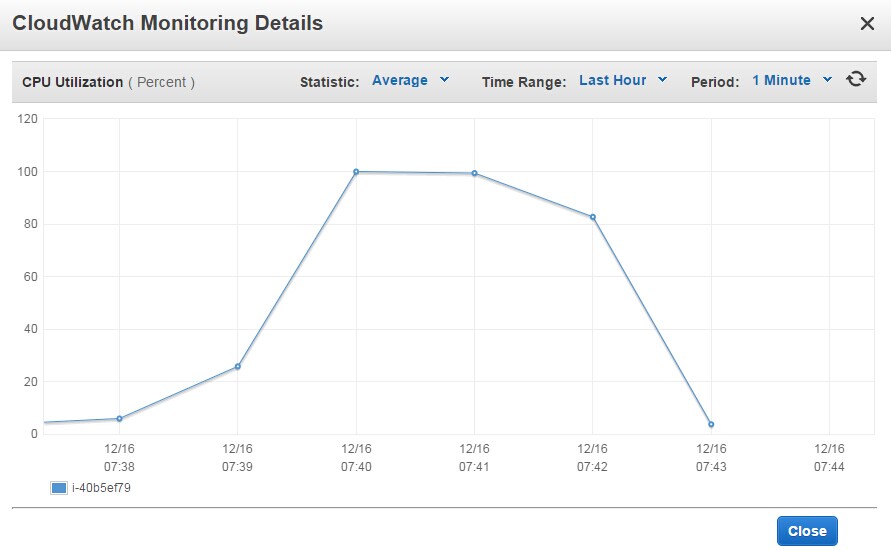 CloudWatch Monitoring Details
CPU Utilization ( Percent ) Statistic: Average Time Range: Last Hour Period: 1 Minute
120
100
80
60
40
20
0
12/16 12/16 12/16 12/16 12/16 12/16 12/16
07:38 07:39 07:40 07:41 07:42 07:43 07:44
i-40b5ef79
Close